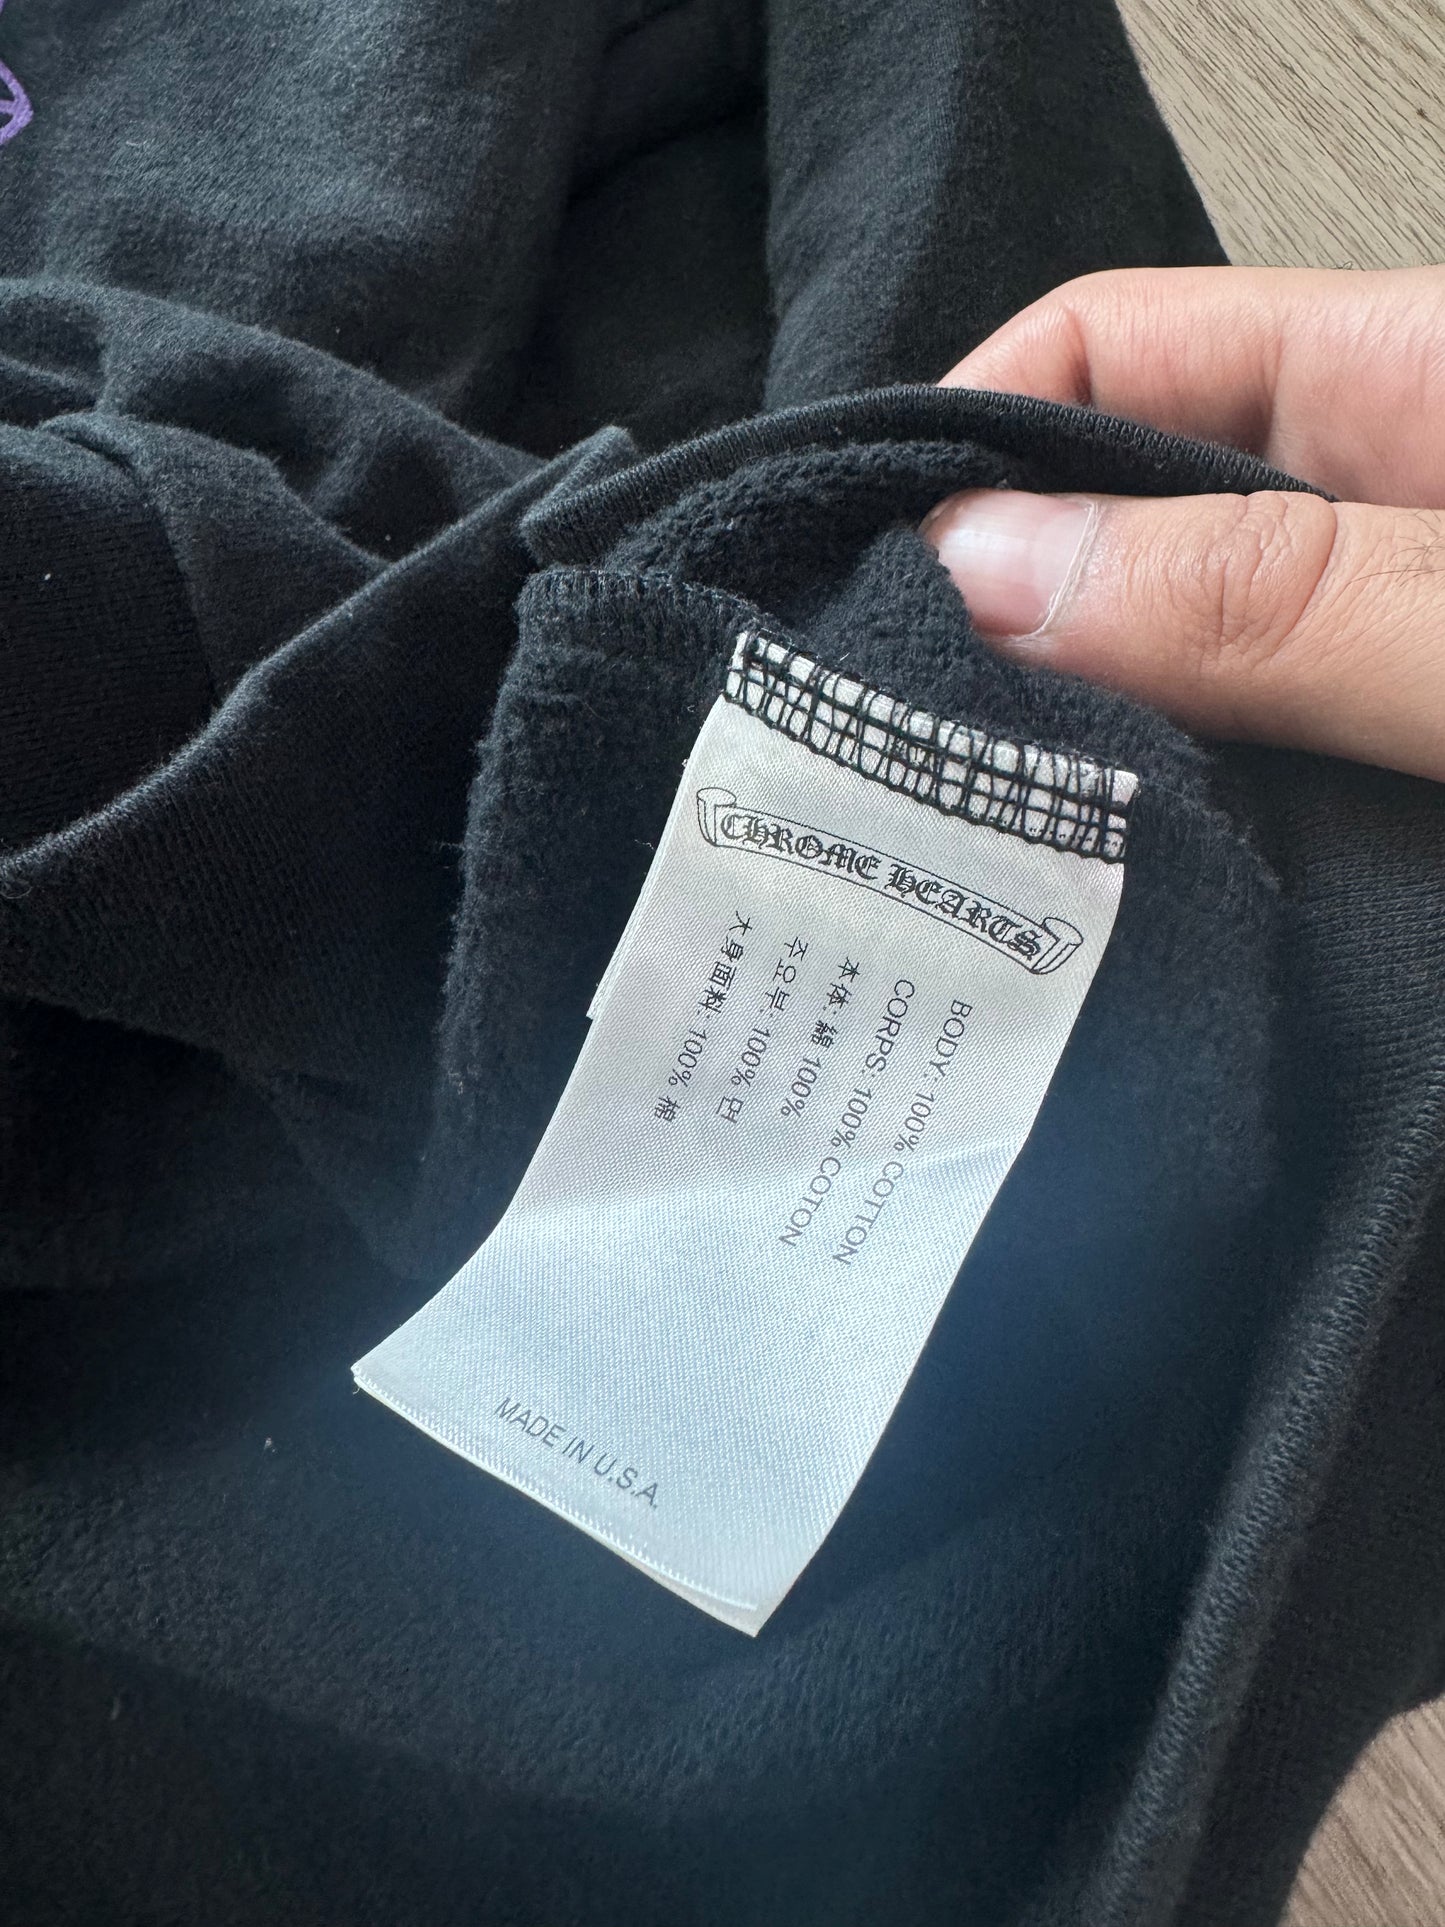 CHROME HEARTS
BODY: 100% COTTON
CORPS: 100% COTON
本体: 綿 100%
주요부: 100% 면
大身面料: 100% 棉
MADE IN U.S.A.